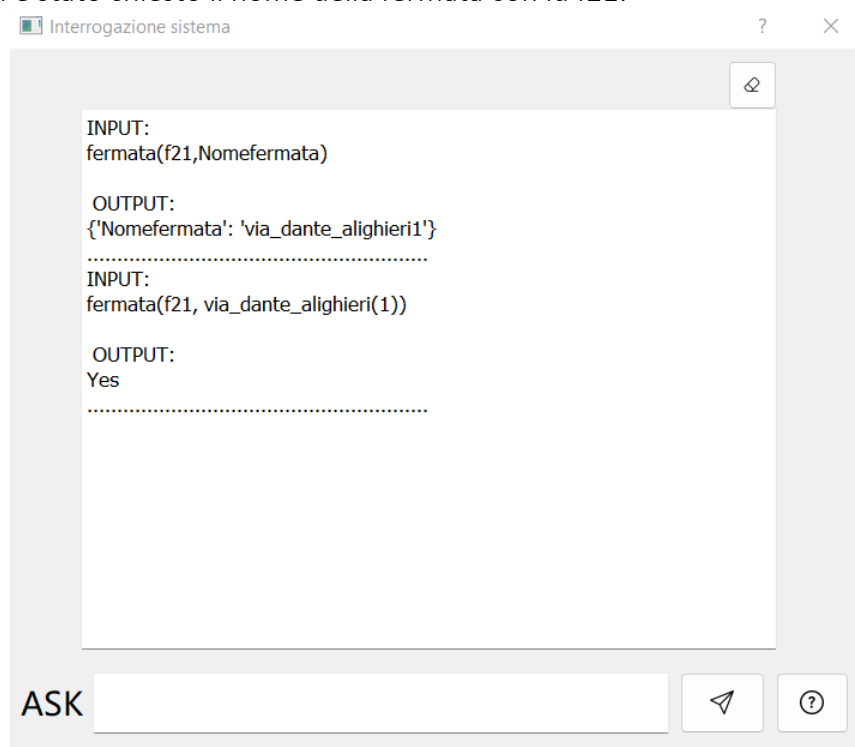 Interrogazione sistema
INPUT:
fermata(f21,Nomefermata)
OUTPUT:
{'Nomefermata': 'via_dante_alighieri1'}
.........................................................
INPUT:
fermata(f21, via_dante_alighieri(1))
OUTPUT:
Yes
.........................................................
ASK